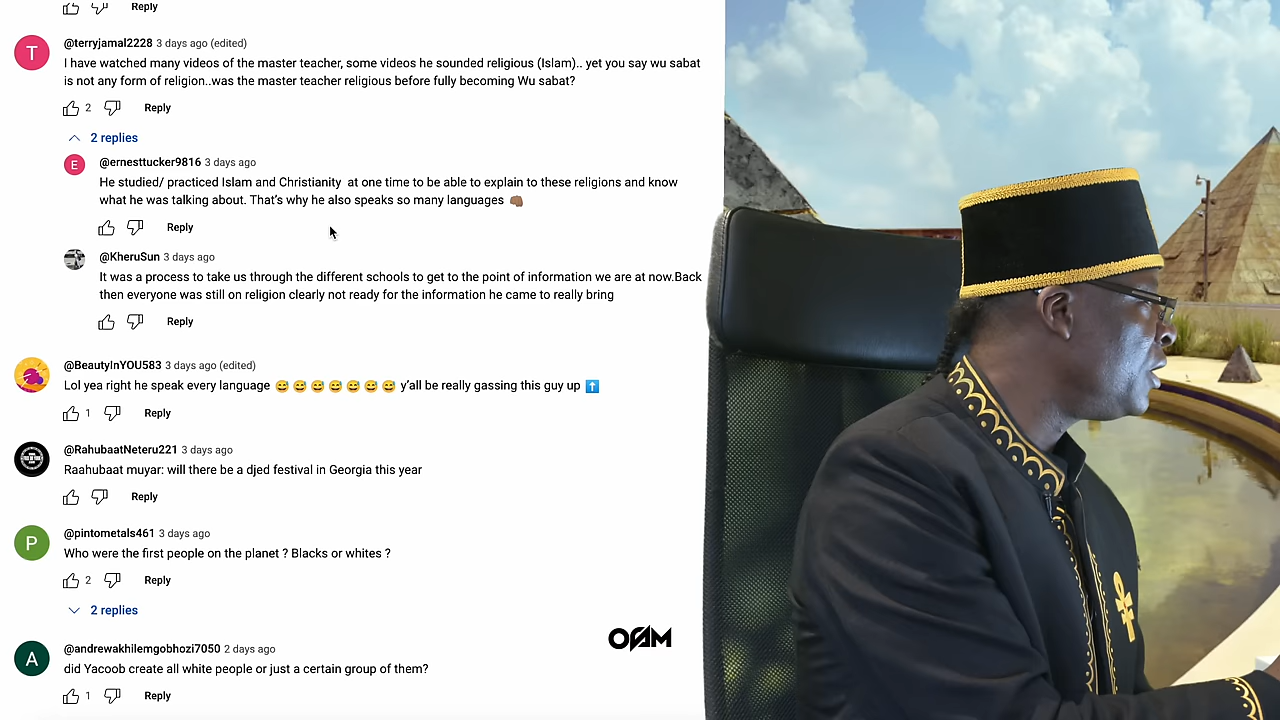 Reply
T
@terryjamal2228 3 days ago (edited)
I have watched many videos of the master teacher, some videos he sounded religious (Islam).. yet you say wu sabat
is not any form of religion..was the master teacher religious before fully becoming Wu sabat?
2 Reply
2 replies
E
@ernesttucker9816 3 days ago
He studied/ practiced Islam and Christianity at one time to be able to explain to these religions and know
what he was talking about. That’s why he also speaks so many languages 👊🏾
Reply
@KheruSun 3 days ago
It was a process to take us through the different schools to get to the point of information we are at now.Back
then everyone was still on religion clearly not ready for the information he came to really bring
Reply
@BeautyInYOU583 3 days ago (edited)
Lol yea right he speak every language 😅 😅 😅 😅 😅 😅 😅 y’all be really gassing this guy up ⬆️
1 Reply
@RahubaatNeteru221 3 days ago
Raahubaat muyar: will there be a djed festival in Georgia this year
Reply
P
@pintometals461 3 days ago
Who were the first people on the planet ? Blacks or whites ?
2 Reply
2 replies
OFAM
A
@andrewakhilemgobhozi7050 2 days ago
did Yacoob create all white people or just a certain group of them?
1 Reply